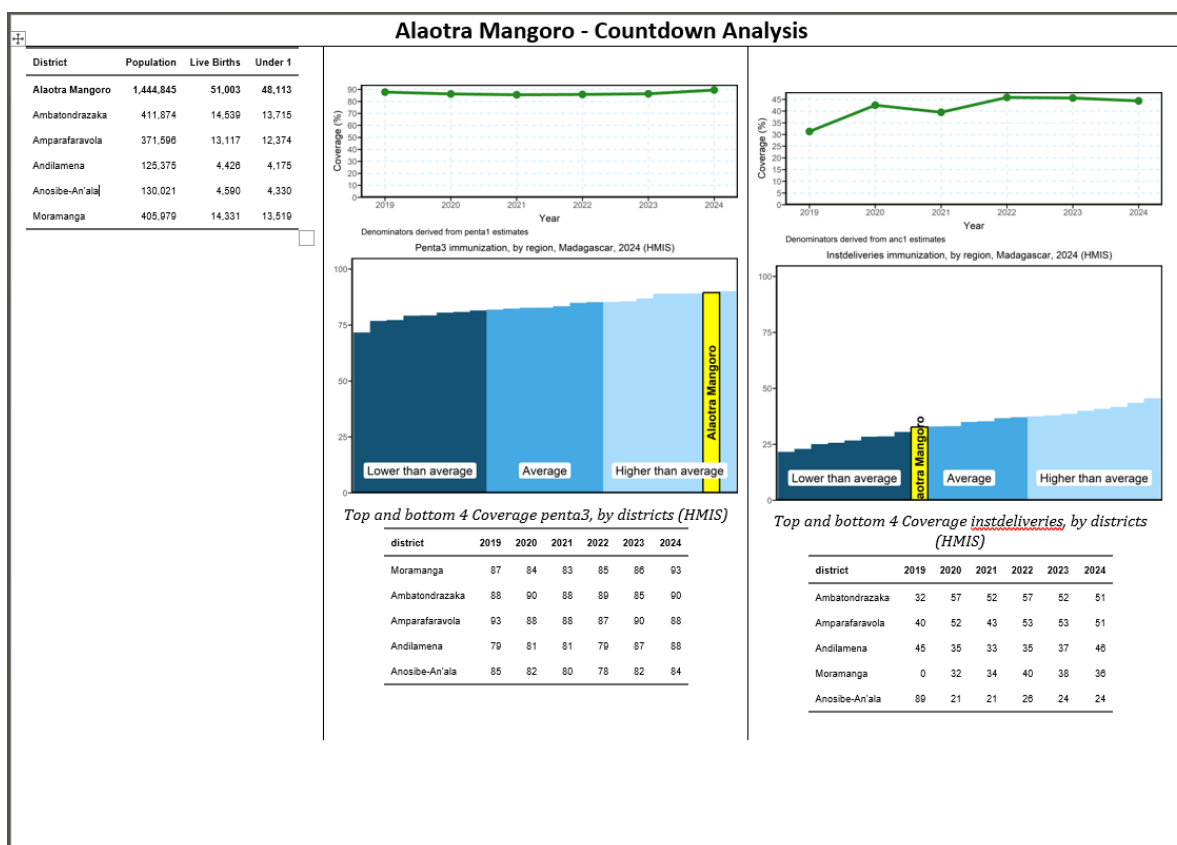 Alaotra Mangoro - Countdown Analysis
District Population Live Births Under 1
Alaotra Mangoro 1,444,845 51,003 48,113
Ambatondrazaka 411,874 14,539 13,715
Amparafaravola 371,596 13,117 12,374
Andilamena 125,375 4,426 4,175
Anosibe-An'ala 130,021 4,590 4,330
Moramanga 405,979 14,331 13,519
Coverage (%)
90
80
70
60
50
40
30
20
10
0
2019 2020 2021 2022 2023 2024
Year
Denominators derived from penta1 estimates
Penta3 immunization, by region, Madagascar, 2024 (HMIS)
100
75
50
25
0
Lower than average
Average
Higher than average
Alaotra Mangoro
Top and bottom 4 Coverage penta3, by districts (HMIS)
district 2019 2020 2021 2022 2023 2024
Moramanga 87 84 83 85 86 93
Ambatondrazaka 88 90 88 89 85 90
Amparafaravola 93 88 88 87 90 88
Andilamena 79 81 81 79 87 88
Anosibe-An'ala 85 82 80 78 82 84
Coverage (%)
45
40
35
30
25
20
15
10
5
0
2019 2020 2021 2022 2023 2024
Year
Denominators derived from anc1 estimates
Instdeliveries immunization, by region, Madagascar, 2024 (HMIS)
100
75
50
25
0
Lower than average
aotra Mangoro
Average
Higher than average
Top and bottom 4 Coverage instdeliveries, by districts
(HMIS)
district 2019 2020 2021 2022 2023 2024
Ambatondrazaka 32 57 52 57 52 51
Amparafaravola 40 52 43 53 53 51
Andilamena 45 35 33 35 37 46
Moramanga 0 32 34 40 38 36
Anosibe-An'ala 89 21 21 26 24 24